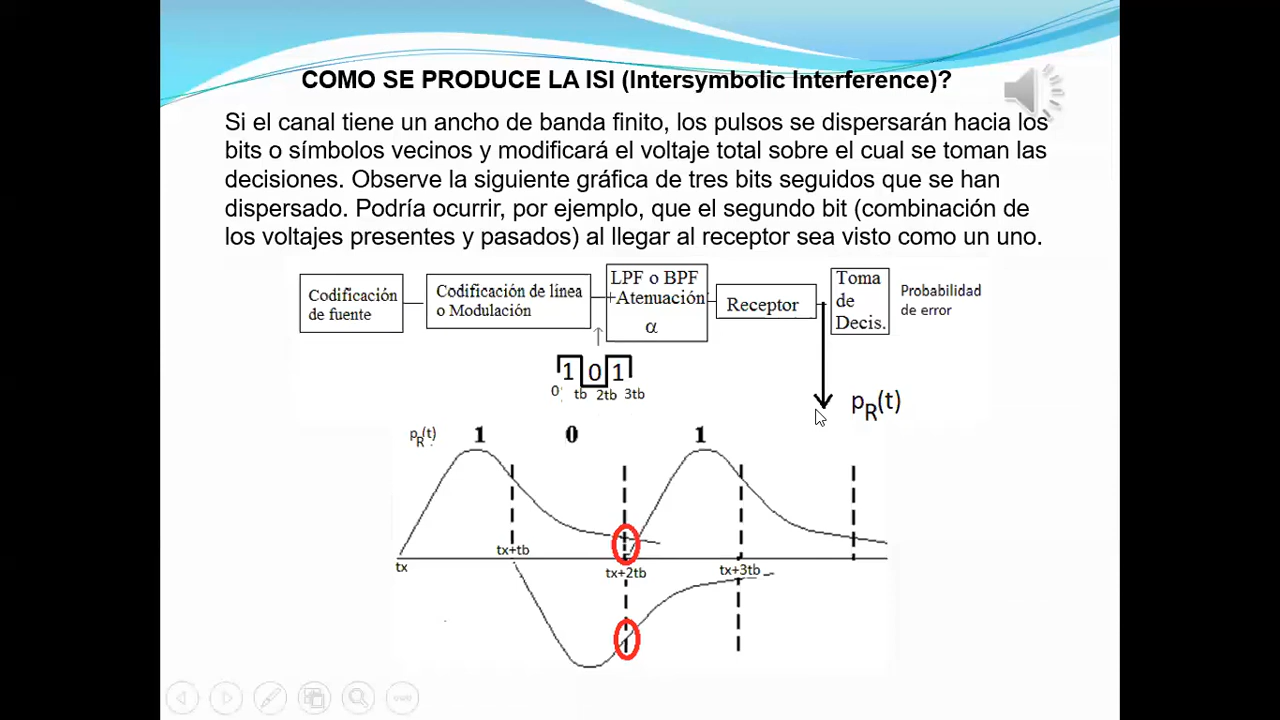 COMO SE PRODUCE LA ISI (Intersymbolic Interference)?
Si el canal tiene un ancho de banda finito, los pulsos se dispersarán hacia los
bits o símbolos vecinos y modificará el voltaje total sobre el cual se toman las
decisiones. Observe la siguiente gráfica de tres bits seguidos que se han
dispersado. Podría ocurrir, por ejemplo, que el segundo bit (combinación de
los voltajes presentes y pasados) al llegar al receptor sea visto como un uno.
Codificación
de fuente
Codificación de línea
o Modulación
LPF o BPF
+Atenuación
α
Receptor
Toma
de
Decis.
Probabilidad
de error
1 0 1
0 tb 2tb 3tb
pR(t)
pR(t) 1 0 1
tx tx+tb tx+2tb tx+3tb